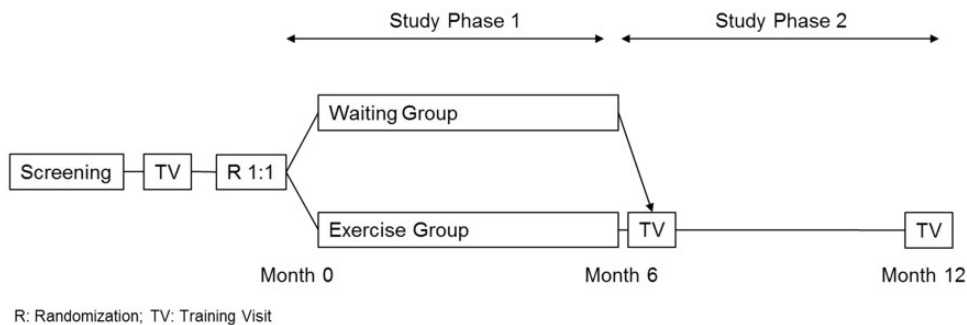 Study Phase 1
Study Phase 2
Waiting Group
Screening
TV
R 1:1
Exercise Group
TV
TV
Month 0
Month 6
Month 12
R: Randomization; TV: Training Visit